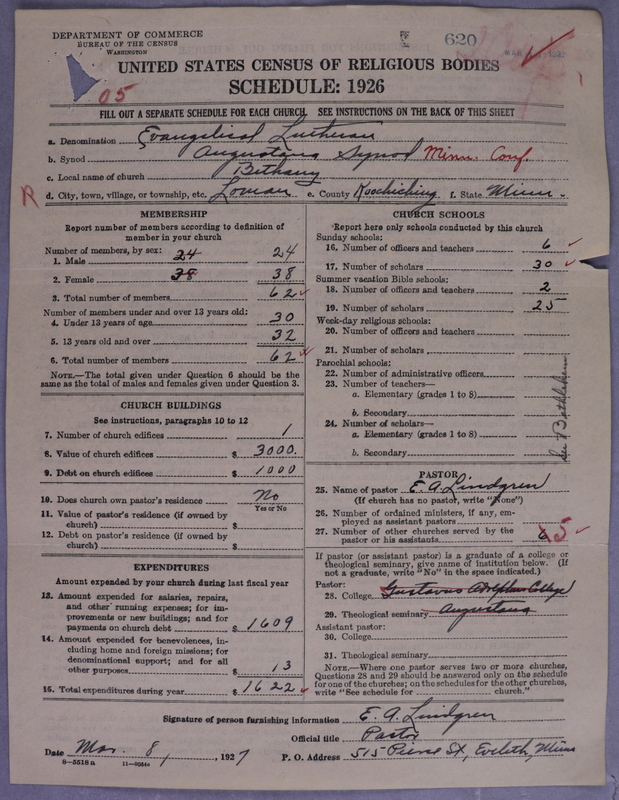 DEPARTMENT OF COMMERCE
BUREAU OF THE CENSUS
WASHINGTON
620
05
UNITED STATES CENSUS OF RELIGIOUS BODIES
SCHEDULE: 1926
FILL OUT A SEPARATE SCHEDULE FOR EACH CHURCH. SEE INSTRUCTIONS ON THE BACK OF THIS SHEET
a. Denomination Evangelical Lutheran
b. Synod Augustana Synod Minn. Conf.
c. Local name of church Bethany
R d. City, town, village, or township, etc. Loman e. County Koochiching f. State Minn.
MEMBERSHIP
Report number of members according to definition of
member in your church
Number of members, by sex:
1. Male 24 24
2. Female 38 38
3. Total number of members 62
Number of members under and over 13 years old:
4. Under 13 years of age 30
5. 13 years old and over 32
6. Total number of members 62
NOTE.—The total given under Question 6 should be
same as the total of males and females given under Question 3.
CHURCH BUILDINGS
See instructions, paragraphs 10 to 12
7. Number of church edifices 1
8. Value of church edifices $ 3000.
9. Debt on church edifices $ 1000
10. Does church own pastor's residence No
Yes or No
11. Value of pastor's residence (if owned by
church) $
12. Debt on pastor's residence (if owned by
church) $
EXPENDITURES
Amount expended by your church during last fiscal year
13. Amount expended for salaries, repairs,
and other running expenses; for im-
provements or new buildings; and for
payments on church debt $ 1609
14. Amount expended for benevolences, in-
cluding home and foreign missions; for
denominational support; and for all
other purposes $ 13
15. Total expenditures during year $ 1622
CHURCH SCHOOLS
Report here only schools conducted by this church
Sunday schools:
16. Number of officers and teachers 6
17. Number of scholars 30
Summer vacation Bible schools:
18. Number of officers and teachers 2
19. Number of scholars 25
Week-day religious schools:
20. Number of officers and teachers
21. Number of scholars
Parochial schools:
22. Number of administrative officers
23. Number of teachers—
a. Elementary (grades 1 to 8)
b. Secondary
24. Number of scholars—
a. Elementary (grades 1 to 8)
b. Secondary
See Bethlehem
PASTOR
25. Name of pastor E. A. Lindgren
(If church has no pastor, write "None")
26. Number of ordained ministers, if any, em-
ployed as assistant pastors
27. Number of other churches served by the
pastor or his assistants 6 5
If pastor (or assistant pastor) is a graduate of a college or
theological seminary, give name of institution below. (If
not a graduate, write "No" in the space indicated.)
Pastor:
28. College Gustavus Adolphus College
29. Theological seminary Augustana
Assistant pastor:
30. College
31. Theological seminary
NOTE.—Where one pastor serves two or more churches,
Questions 28 and 29 should be answered only on the schedule
for one of the churches; on the schedules for the other churches,
write "See schedule for church."
Signature of person furnishing information E. A. Lindgren
Official title Pastor
Date Mar. 8, 1927 P. O. Address 515 Pierce St, Eveleth, Minn
8—5518a